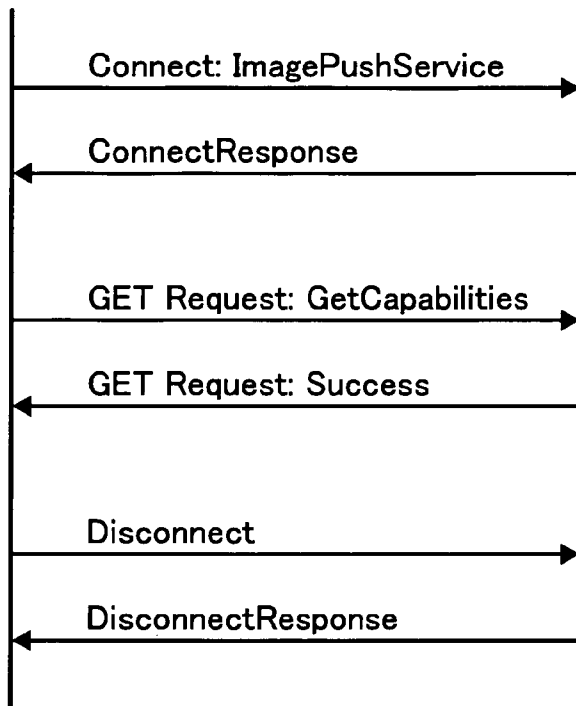 Connect: ImagePushService
ConnectResponse
GET Request: GetCapabilities
GET Request: Success
Disconnect
DisconnectResponse